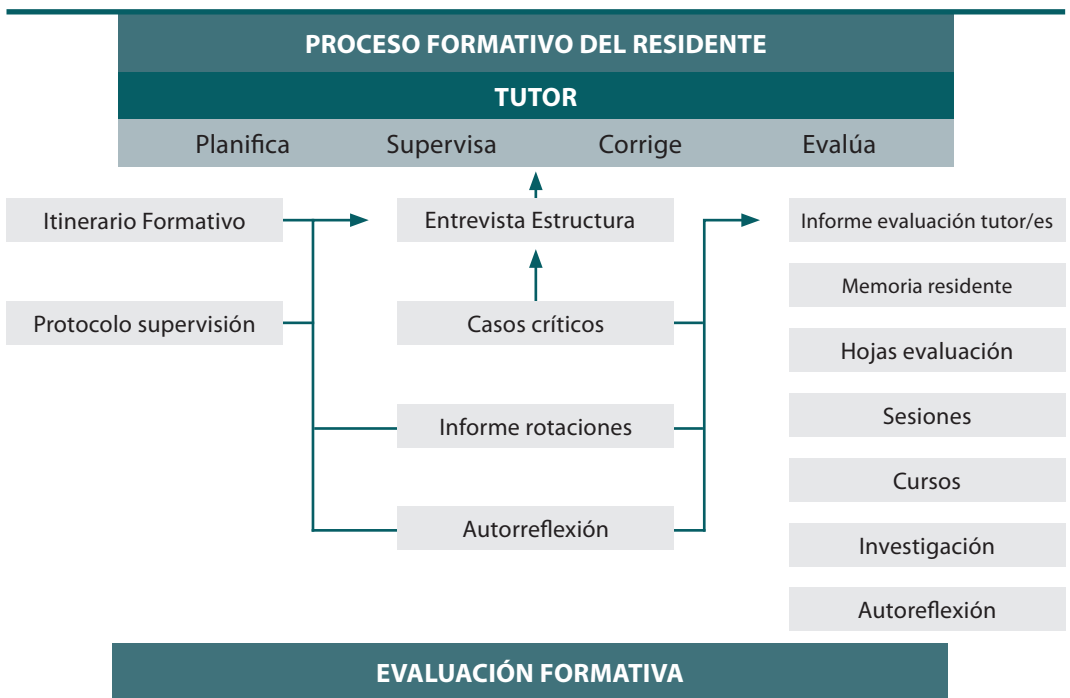 PROCESO FORMATIVO DEL RESIDENTE
TUTOR
Planifica Supervisa Corrige Evalúa
Itinerario Formativo
Entrevista Estructura
Informe evaluación tutor/es
Memoria residente
Protocolo supervisión
Casos críticos
Hojas evaluación
Sesiones
Informe rotaciones
Cursos
Autorreflexión
Investigación
Autoreflexión
EVALUACIÓN FORMATIVA